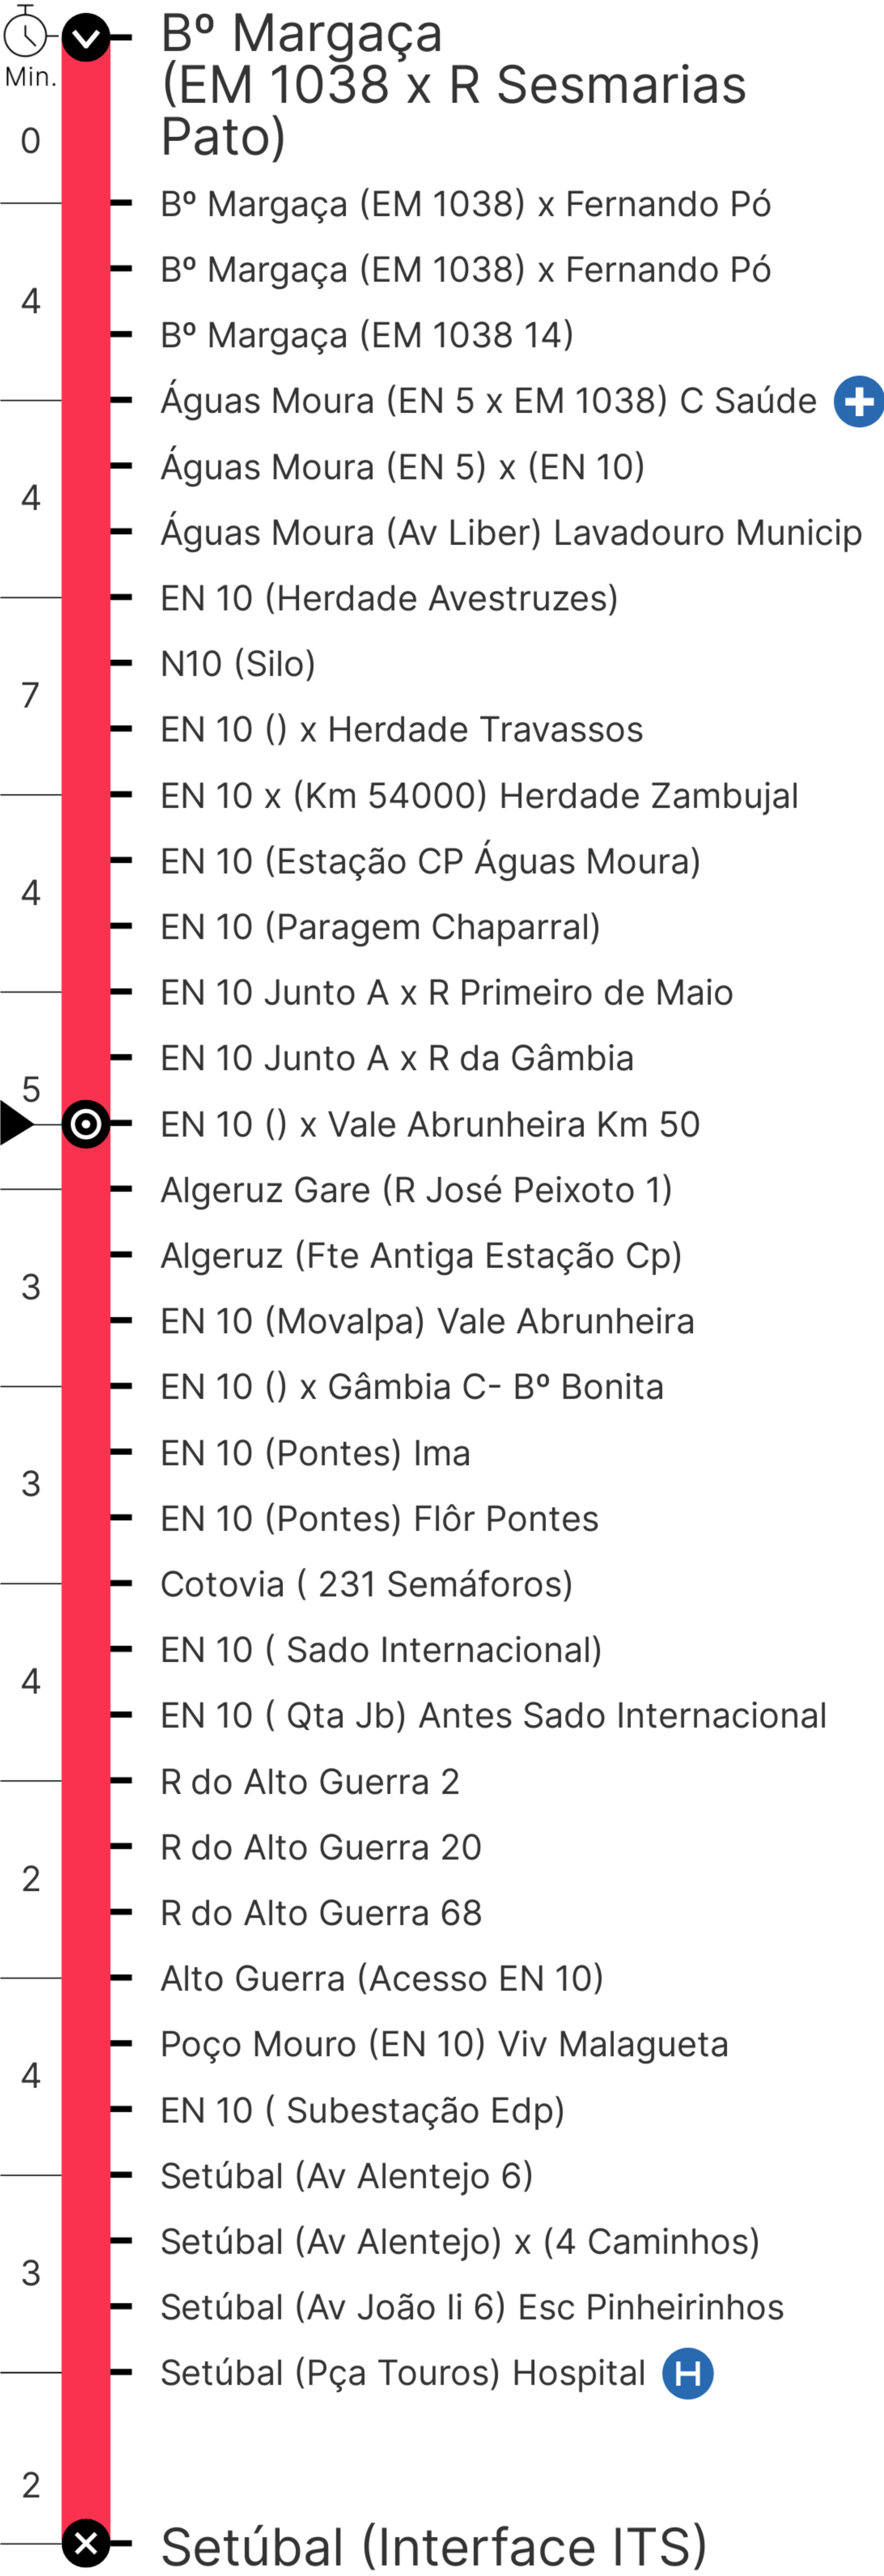 Bº Margaça
(EM 1038 x R Sesmarias
Pato)
Min.
0
Bº Margaça (EM 1038) x Fernando Pó
Bº Margaça (EM 1038) x Fernando Pó
4
Bº Margaça (EM 1038 14)
Águas Moura (EN 5 x EM 1038) C Saúde
Águas Moura (EN 5) x (EN 10)
4
Águas Moura (Av Liber) Lavadouro Municip
EN 10 (Herdade Avestruzes)
N10 (Silo)
7
EN 10 () x Herdade Travassos
EN 10 x (Km 54000) Herdade Zambujal
EN 10 (Estação CP Águas Moura)
4
EN 10 (Paragem Chaparral)
EN 10 Junto A x R Primeiro de Maio
EN 10 Junto A x R da Gâmbia
5
EN 10 () x Vale Abrunheira Km 50
Algeruz Gare (R José Peixoto 1)
Algeruz (Fte Antiga Estação Cp)
3
EN 10 (Movalpa) Vale Abrunheira
EN 10 () x Gâmbia C- Bº Bonita
EN 10 (Pontes) Ima
3
EN 10 (Pontes) Flôr Pontes
Cotovia ( 231 Semáforos)
EN 10 ( Sado Internacional)
4
EN 10 ( Qta Jb) Antes Sado Internacional
R do Alto Guerra 2
R do Alto Guerra 20
2
R do Alto Guerra 68
Alto Guerra (Acesso EN 10)
Poço Mouro (EN 10) Viv Malagueta
4
EN 10 ( Subestação Edp)
Setúbal (Av Alentejo 6)
Setúbal (Av Alentejo) x (4 Caminhos)
3
Setúbal (Av João Ii 6) Esc Pinheirinhos
Setúbal (Pça Touros) Hospital H
2
Setúbal (Interface ITS)